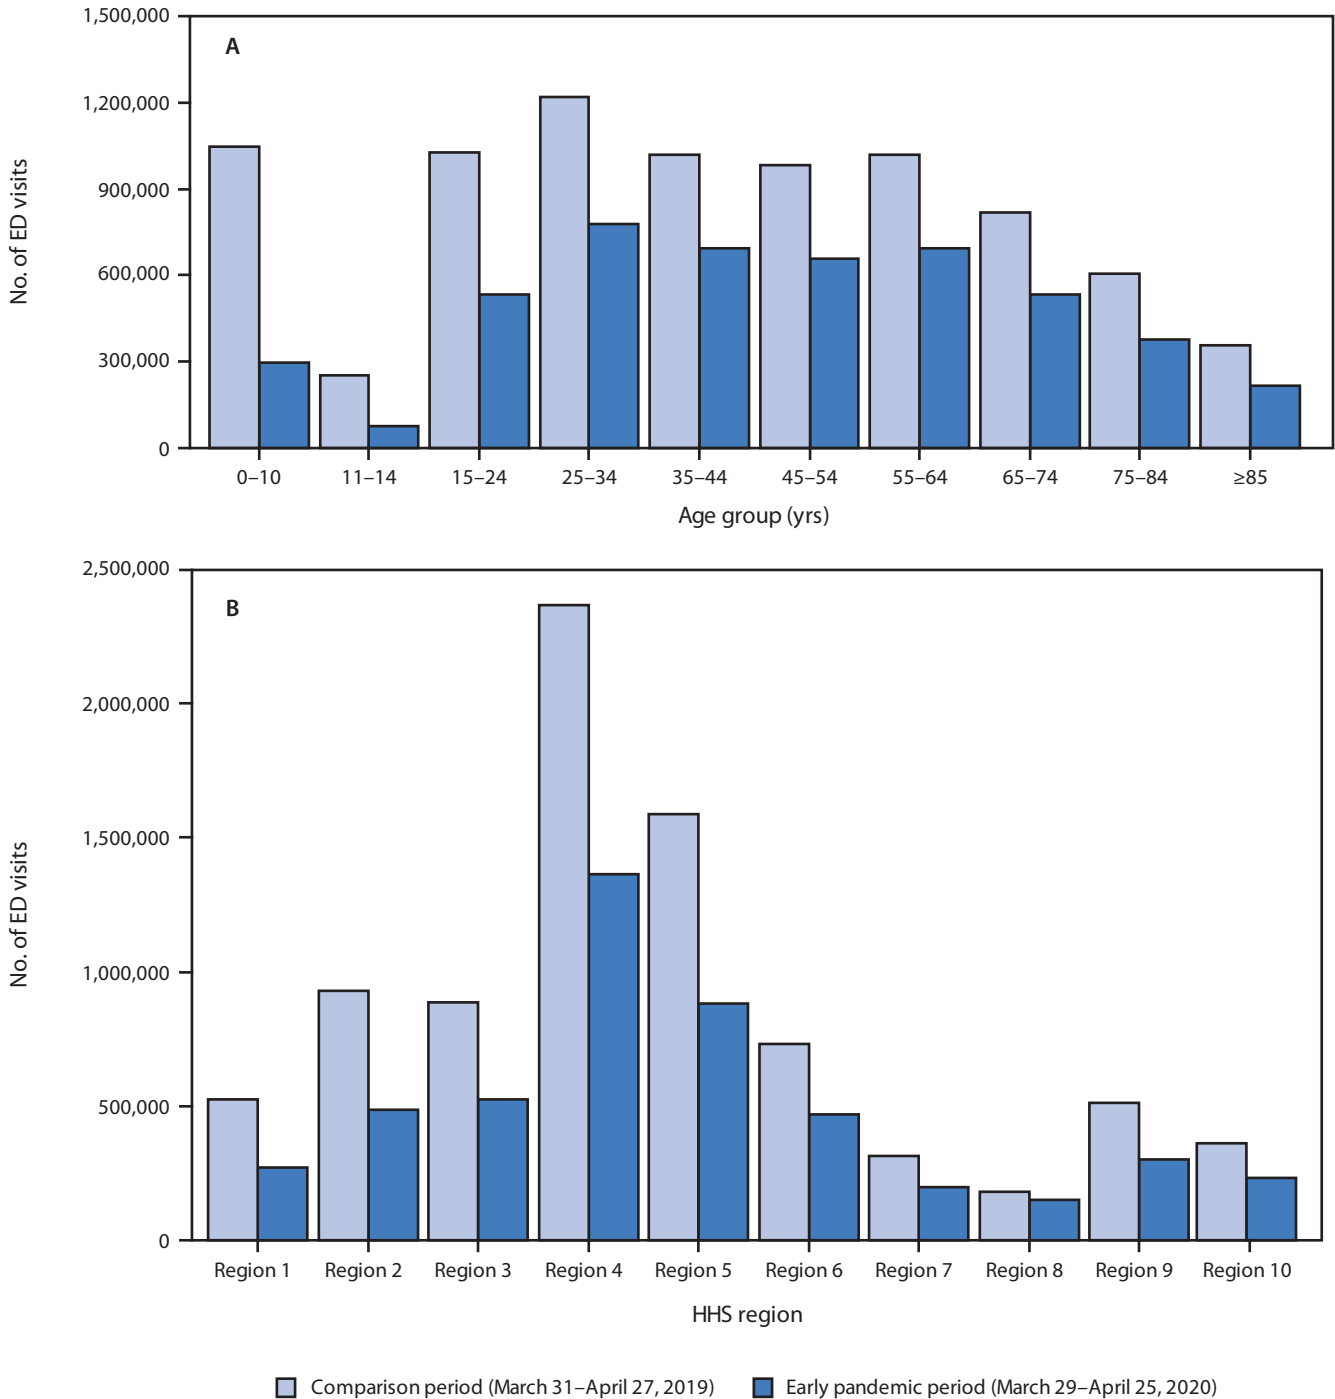 1,500,000
A
1,200,000
900,000
600,000
300,000
0
No. of ED visits
0–10 11–14 15–24 25–34 35–44 45–54 55–64 65–74 75–84 ≥85
Age group (yrs)
2,500,000
B
2,000,000
1,500,000
1,000,000
500,000
0
No. of ED visits
Region 1 Region 2 Region 3 Region 4 Region 5 Region 6 Region 7 Region 8 Region 9 Region 10
HHS region
Comparison period (March 31–April 27, 2019) Early pandemic period (March 29–April 25, 2020)